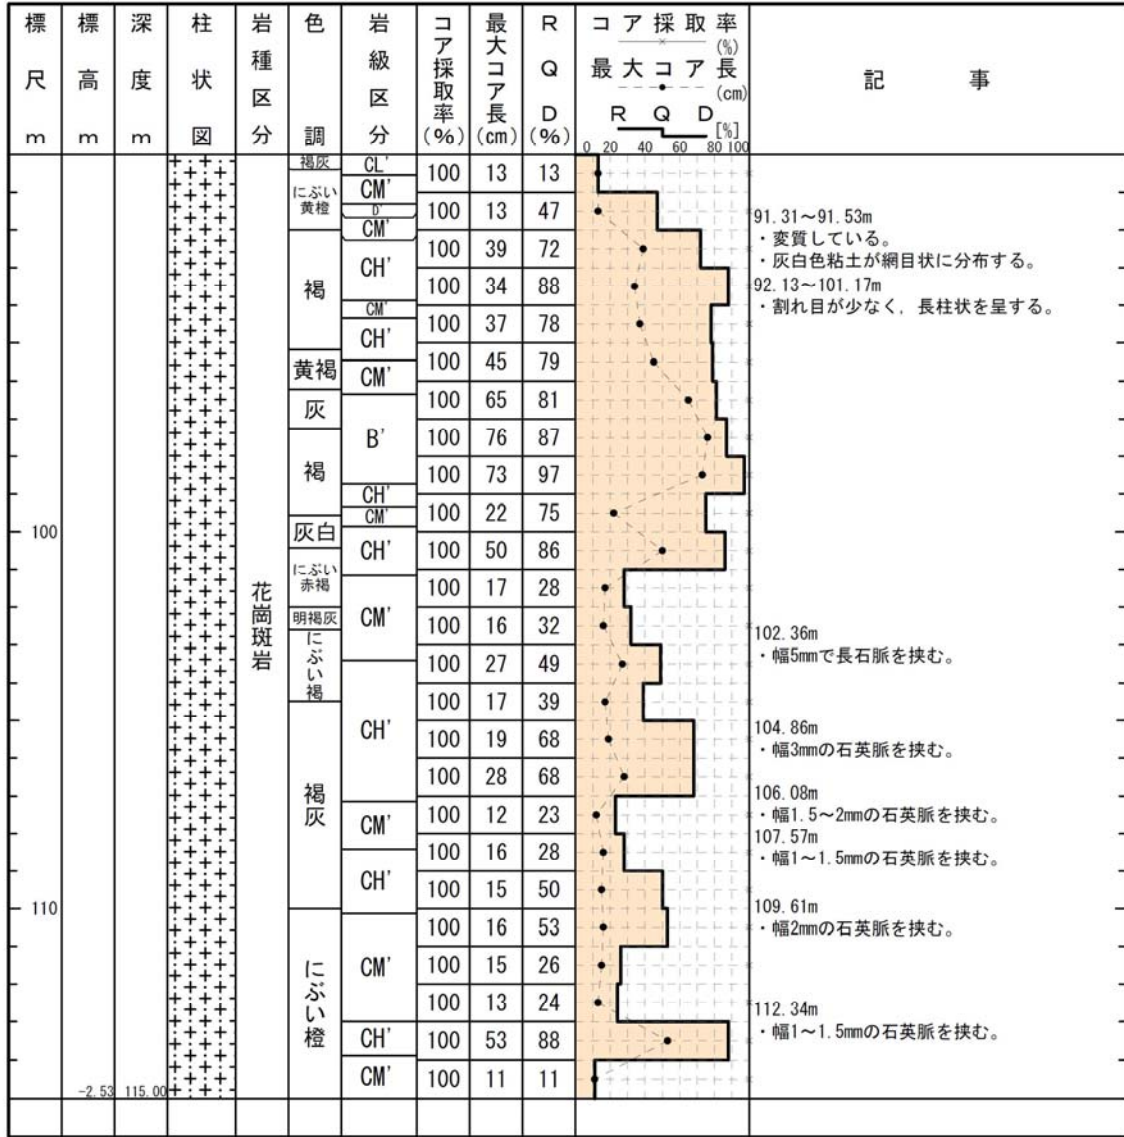 標尺m
標高m
深度m
柱状図
岩種区分
色調
岩級区分
コア採取率(%)
最大コア長(cm)
RQD(%)
コア採取率
(%)
最大コア長
(cm)
RQD
[%]
0 20 40 60 80 100
記事
褐灰 CL' 100 13 13
にぶい黄橙 CM' 100 13 47
D'
CM' 100 39 72
褐 CH' 100 34 88
CM' 100 37 78
CH'
黄褐 CM' 100 45 79
灰 B' 100 65 81
褐 100 76 87
100 73 97
CH' 100 22 75
CM'
100 灰白 CH' 100 50 86
にぶい赤褐 CM' 100 17 28
明褐灰 100 16 32
にぶい褐 100 27 49
CH' 100 17 39
褐灰 100 19 68
100 28 68
CM' 100 12 23
100 16 28
CH' 100 15 50
110 にぶい橙 CM' 100 16 53
100 15 26
100 13 24
CH' 100 53 88
CM' 100 11 11
-2.53 115.00
花崗斑岩
91.31~91.53m
・変質している。
・灰白色粘土が網目状に分布する。
92.13~101.17m
・割れ目が少なく,長柱状を呈する。
102.36m
・幅5mmで長石脈を挟む。
104.86m
・幅3mmの石英脈を挟む。
106.08m
・幅1.5~2mmの石英脈を挟む。
107.57m
・幅1~1.5mmの石英脈を挟む。
109.61m
・幅2mmの石英脈を挟む。
112.34m
・幅1~1.5mmの石英脈を挟む。